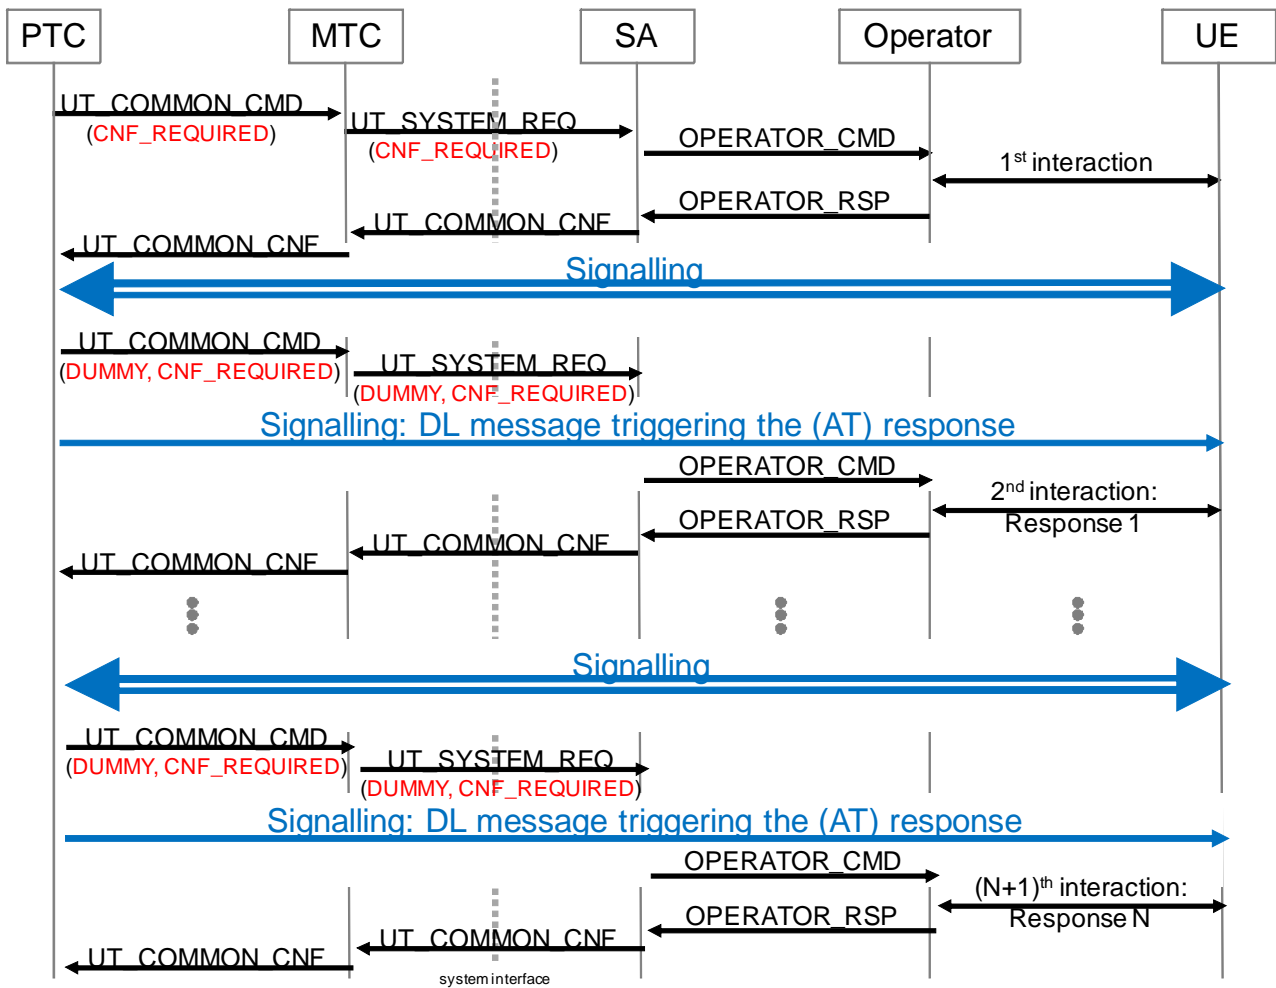 PTC MTC SA Operator UE
UT_COMMON_CMD
(CNF_REQUIRED)
UT_SYSTEM_REQ
(CNF_REQUIRED)
OPERATOR_CMD
1st interaction
OPERATOR_RSP
UT_COMMON_CNF
UT_COMMON_CNF
Signalling
UT_COMMON_CMD
(DUMMY, CNF_REQUIRED)
UT_SYSTEM_REQ
(DUMMY, CNF_REQUIRED)
Signalling: DL message triggering the (AT) response
OPERATOR_CMD
2nd interaction:
Response 1
OPERATOR_RSP
UT_COMMON_CNF
UT_COMMON_CNF
Signalling
UT_COMMON_CMD
(DUMMY, CNF_REQUIRED)
UT_SYSTEM_REQ
(DUMMY, CNF_REQUIRED)
Signalling: DL message triggering the (AT) response
OPERATOR_CMD
(N+1)th interaction:
Response N
OPERATOR_RSP
UT_COMMON_CNF
UT_COMMON_CNF
system interface